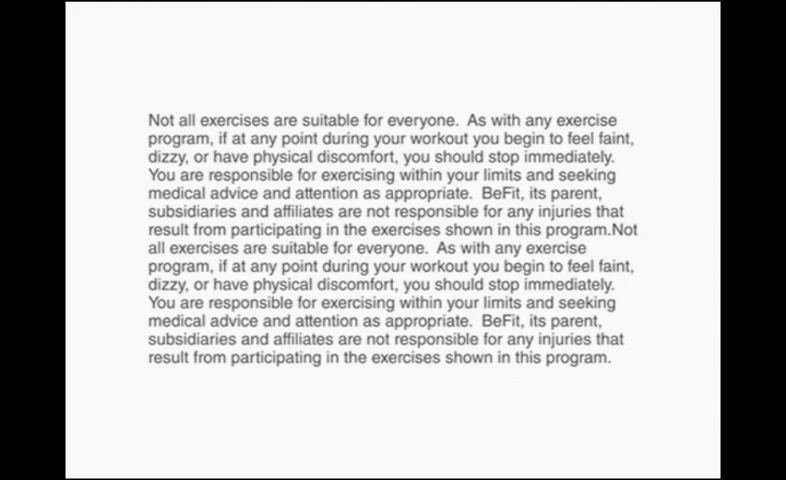 Not all exercises are suitable for everyone.  As with any exercise
program, if at any point during your workout you begin to feel faint,
dizzy, or have physical discomfort, you should stop immediately.
You are responsible for exercising within your limits and seeking
medical advice and attention as appropriate.  BeFit, its parent,
subsidiaries and affiliates are not responsible for any injuries that
result from participating in the exercises shown in this program.Not
all exercises are suitable for everyone.  As with any exercise
program, if at any point during your workout you begin to feel faint,
dizzy, or have physical discomfort, you should stop immediately.
You are responsible for exercising within your limits and seeking
medical advice and attention as appropriate.  BeFit, its parent,
subsidiaries and affiliates are not responsible for any injuries that
result from participating in the exercises shown in this program.